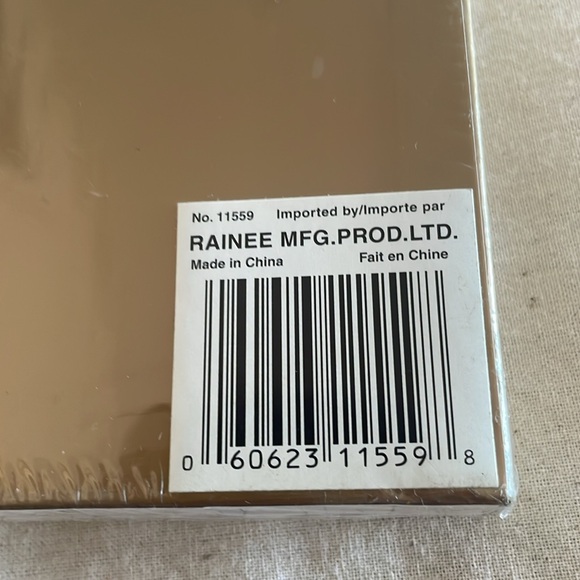 No. 11559 Imported by/Importe par
RAINEE MFG.PROD.LTD.
Made in China Fait en Chine
0 60623 11559 8